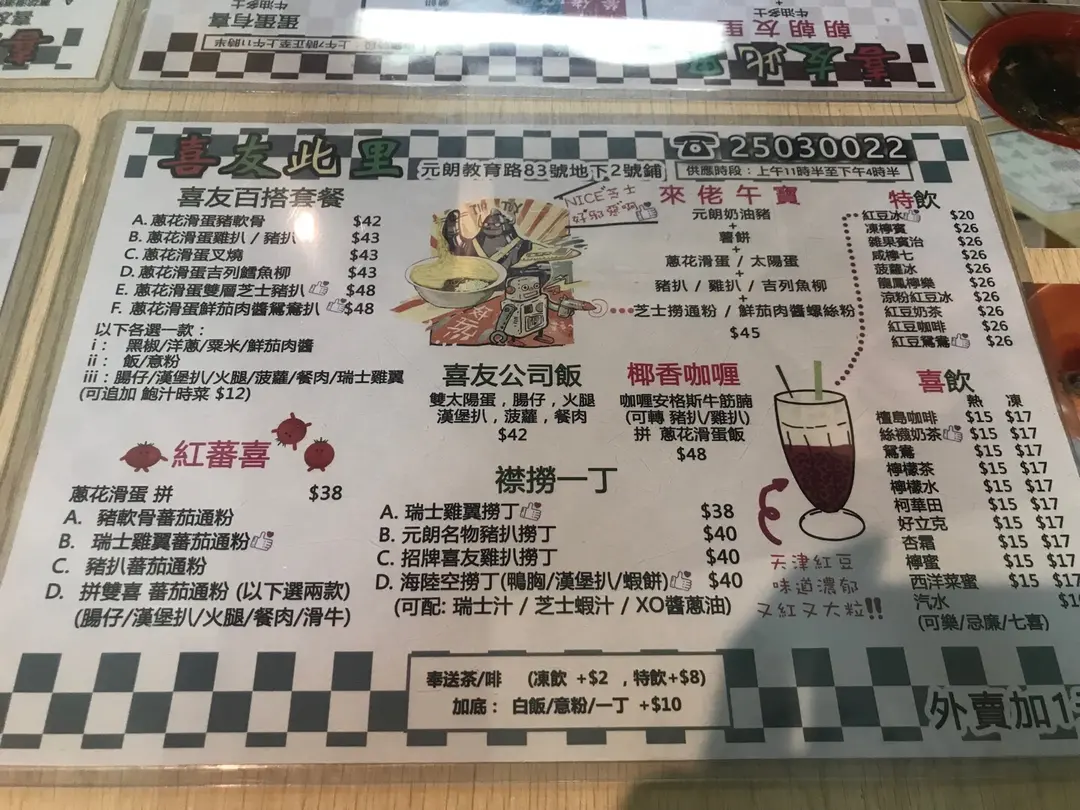 喜友此里
元朗教育路83號地下2號鋪
☎25030022
供應時段：上午11時半至下午4時半
喜友百搭套餐
A. 蔥花滑蛋豬軟骨 $42
B. 蔥花滑蛋雞扒 / 豬扒 $43
C. 蔥花滑蛋叉燒 $43
D. 蔥花滑蛋吉列鱈魚柳 $43
E. 蔥花滑蛋雙層芝士豬扒 $48
F. 蔥花滑蛋鮮茄肉醬鴛鴦扒 $48
以下各選一款：
i： 黑椒/洋蔥/粟米/鮮茄肉醬
ii： 飯/意粉
iii：腸仔/漢堡扒/火腿/菠蘿/餐肉/瑞士雞翼
(可追加 鮑汁時菜 $12)
紅蕃喜
蔥花滑蛋 拼 $38
A. 豬軟骨蕃茄通粉
B. 瑞士雞翼蕃茄通粉
C. 豬扒蕃茄通粉
D. 拼雙喜 蕃茄通粉 (以下選兩款)
(腸仔/漢堡扒/火腿/餐肉/滑牛)
NICE
來佬午寶
元朗奶油豬
+
薯餅
+
蔥花滑蛋 / 太陽蛋
+
豬扒 / 雞扒 / 吉列魚柳
+
芝士撈通粉 / 鮮茄肉醬螺絲粉
$45
喜友公司飯
雙太陽蛋，腸仔，火腿
漢堡扒，菠蘿，餐肉
$42
椰香咖喱
咖喱安格斯牛筋腩
(可轉 豬扒/雞扒)
拼 蔥花滑蛋飯
$48
襟撈一丁
A. 瑞士雞翼撈丁 $38
B. 元朗名物豬扒撈丁 $40
C. 招牌喜友雞扒撈丁 $40
D. 海陸空撈丁(鴨胸/漢堡扒/蝦餅) $40
(可配: 瑞士汁 / 芝士蝦汁 / XO醬蔥油)
特飲
紅豆冰 $20
凍檸賓 $26
雜果賓治 $26
咸檸七 $26
菠蘿冰 $26
龍鳳檸樂 $26
涼粉紅豆冰 $26
紅豆奶茶 $26
紅豆咖啡 $26
紅豆鴛鴦 $26
喜飲
熱 凍
檀島咖啡 $15 $17
絲襪奶茶 $15 $17
鴛鴦 $15 $17
檸檬茶 $15 $17
檸檬水 $15 $17
柯華田 $15 $17
好立克 $15 $17
杏霜 $15 $17
檸蜜 $15 $17
西洋菜蜜 $15 $17
汽水
(可樂/忌廉/七喜)
天津紅豆
味道濃郁
又紅又大粒!!
奉送茶/啡 (凍飲 +$2 ，特飲+$8)
加底： 白飯/意粉/一丁 +$10
外賣加1